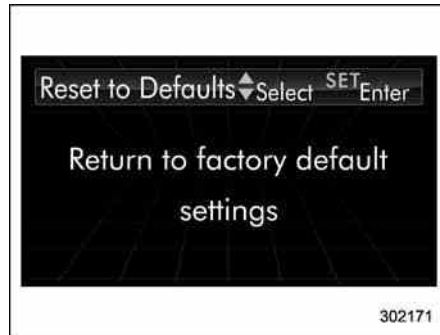 Reset to Defaults Select SET Enter
Return to factory default
settings
302171